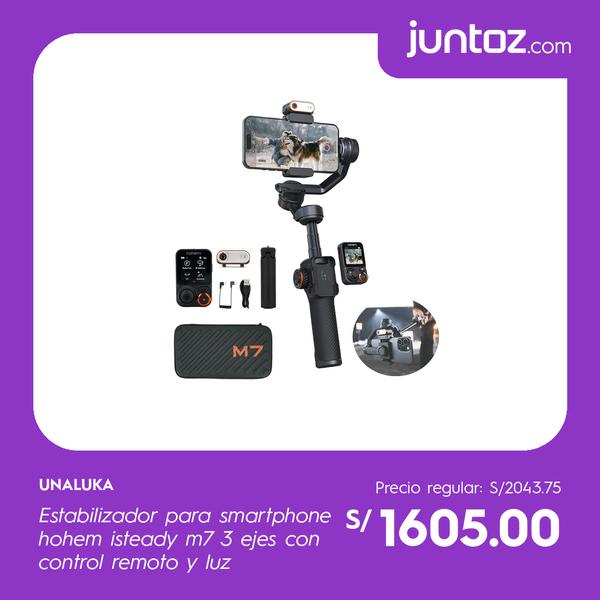 juntoz.com
hohem
M7
UNALUKA
Estabilizador para smartphone
hohem isteady m7 3 ejes con
control remoto y luz
Precio regular: S/2043.75
S/1605.00